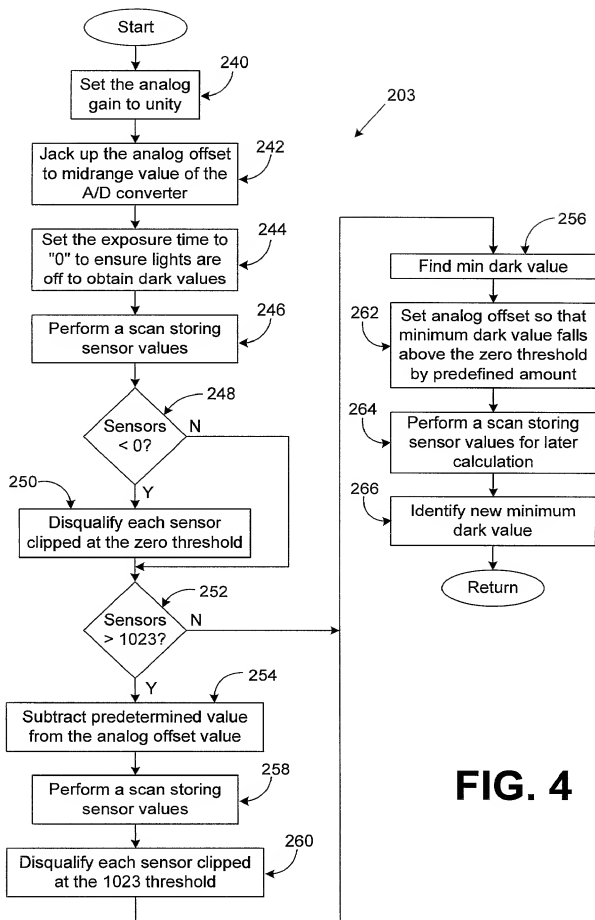 Start
240
Set the analog
gain to unity
203
242
Jack up the analog offset
to midrange value of the
A/D converter
244
Set the exposure time to
"0" to ensure lights are
off to obtain dark values
246
Perform a scan storing
sensor values
248
Sensors
< 0?
N
Y
250
Disqualify each sensor
clipped at the zero threshold
252
Sensors
> 1023?
N
Y
254
Subtract predetermined value
from the analog offset value
258
Perform a scan storing
sensor values
260
Disqualify each sensor clipped
at the 1023 threshold
256
Find min dark value
262
Set analog offset so that
minimum dark value falls
above the zero threshold
by predefined amount
264
Perform a scan storing
sensor values for later
calculation
266
Identify new minimum
dark value
Return
FIG. 4